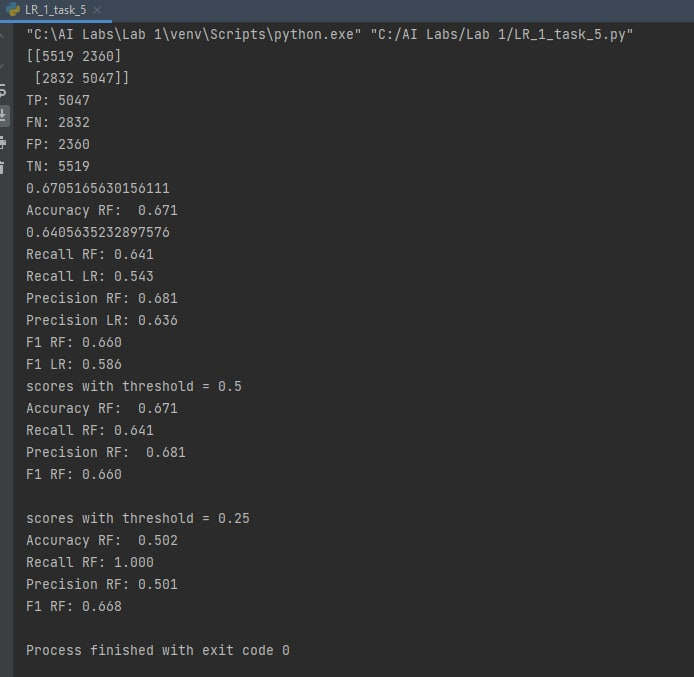 LR_1_task_5
"C:\AI Labs\Lab 1\venv\Scripts\python.exe" "C:/AI Labs/Lab 1/LR_1_task_5.py"
[[5519 2360]
 [2832 5047]]
TP: 5047
FN: 2832
FP: 2360
TN: 5519
0.6705165630156111
Accuracy RF:  0.671
0.6405635232897576
Recall RF: 0.641
Recall LR: 0.543
Precision RF: 0.681
Precision LR: 0.636
F1 RF: 0.660
F1 LR: 0.586
scores with threshold = 0.5
Accuracy RF:  0.671
Recall RF: 0.641
Precision RF:  0.681
F1 RF: 0.660
scores with threshold = 0.25
Accuracy RF:  0.502
Recall RF: 1.000
Precision RF: 0.501
F1 RF: 0.668
Process finished with exit code 0